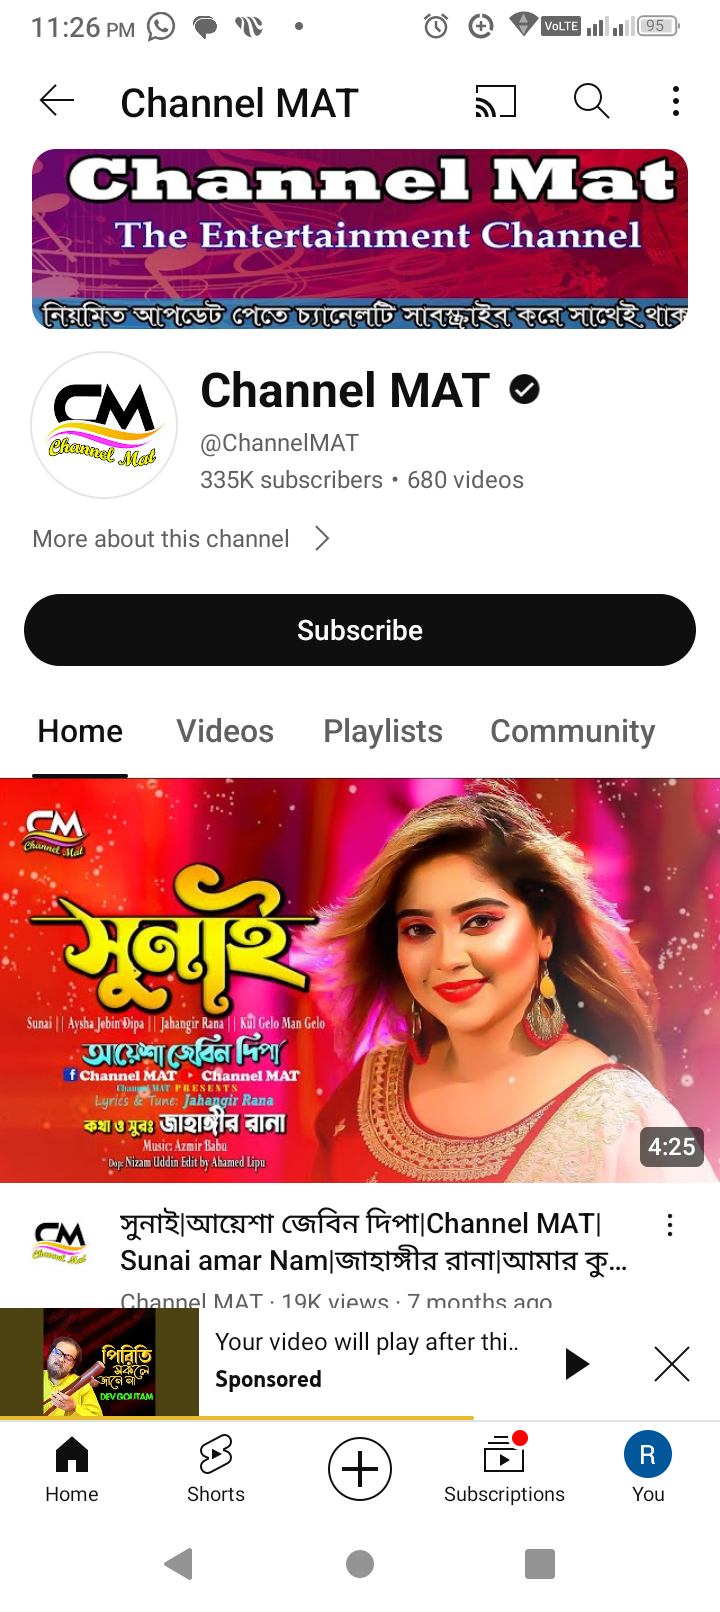 11:26 PM
VoLTE
95
Channel MAT
Channel Mat
The Entertainment Channel
নিয়মিত আপডেট পেতে চ্যানেলটি সাবস্ক্রাইব করে সাথেই থাক
CM
Channel Mat
Channel MAT
@ChannelMAT
335K subscribers • 680 videos
More about this channel
Subscribe
Home Videos Playlists Community
CM
Channel Mat
সুনাই
Sunai || Aysha Jebin Dipa || Jahangir Rana || Kul Gelo Man Gelo
আয়েশা জেবিন দিপা
Channel MAT Channel MAT
Channel MAT PRESENTS
Lyrics & Tune: Jahangir Rana
কথা ও সুরঃ জাহাঙ্গীর রানা
Music: Azmir Babu
Dop: Nizam Uddin Edit by Ahamed Lipu
4:25
CM
Channel Mat
সুনাই|আয়েশা জেবিন দিপা|Channel MAT|
Sunai amar Nam|জাহাঙ্গীর রানা|আমার কু...
Channel MAT · 19K views · 7 months ago
পিরিতি
সকলে
জানে না
DEV GOUTAM
Your video will play after thi..
Sponsored
Home
Shorts
Subscriptions
R
You